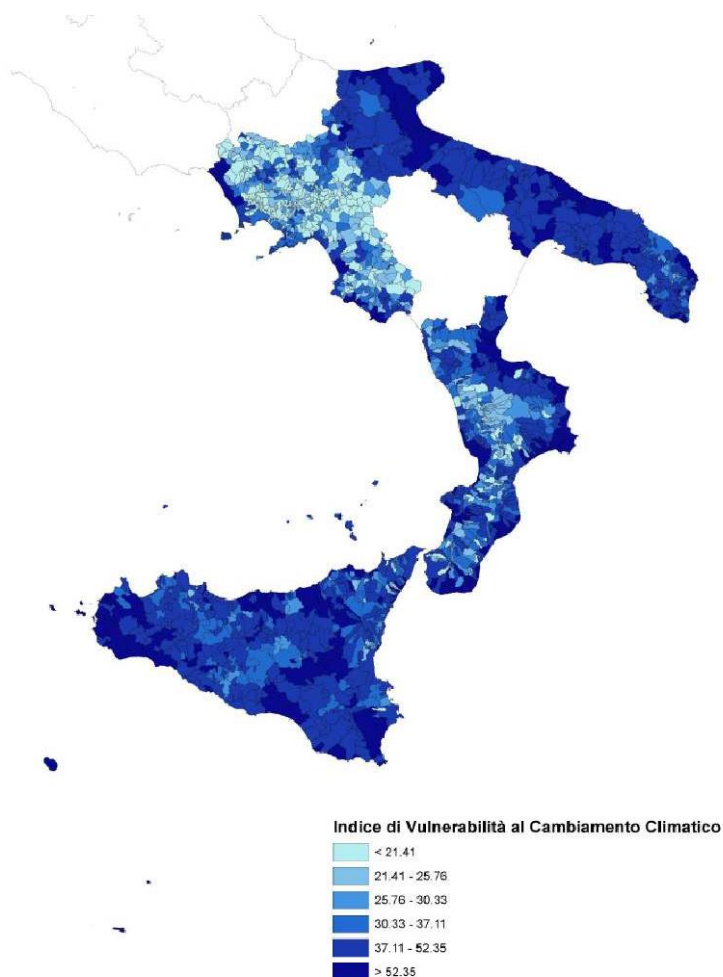 Indice di Vulnerabilità al Cambiamento Climatico
< 21.41
21.41 - 25.76
25.76 - 30.33
30.33 - 37.11
37.11 - 52.35
> 52.35